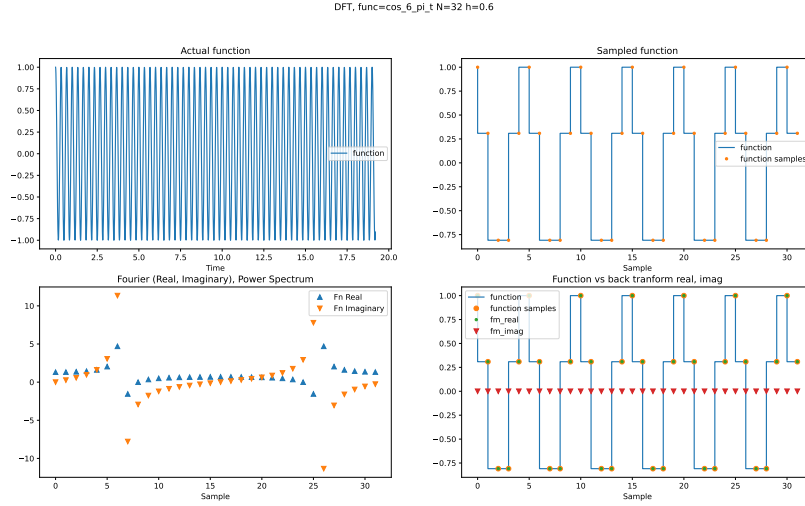 DFT, func=cos_6_pi_t N=32 h=0.6
Actual function
1.00
0.75
0.50
0.25
0.00
−0.25
−0.50
−0.75
−1.00
function
0.0 2.5 5.0 7.5 10.0 12.5 15.0 17.5 20.0
Time
Sampled function
1.00
0.75
0.50
0.25
0.00
−0.25
−0.50
−0.75
function
function samples
0 5 10 15 20 25 30
Sample
Fourier (Real, Imaginary), Power Spectrum
10
5
0
−5
−10
Fn Real
Fn Imaginary
0 5 10 15 20 25 30
Sample
Function vs back tranform real, imag
1.00
0.75
0.50
0.25
0.00
−0.25
−0.50
−0.75
function
function samples
fm_real
fm_imag
0 5 10 15 20 25 30
Sample